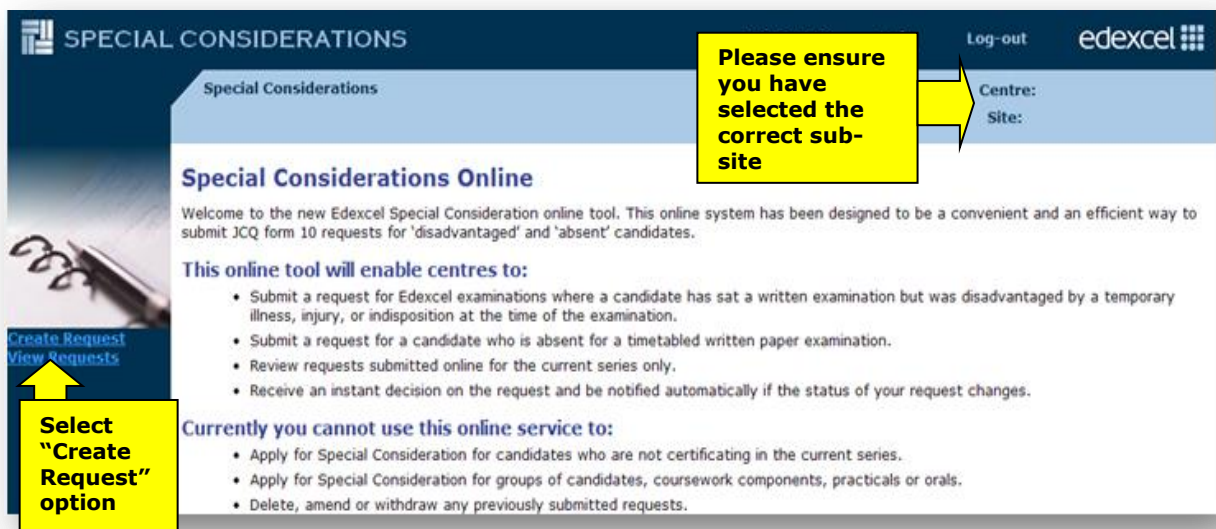 SPECIAL CONSIDERATIONS
Log-out
edexcel
Special Considerations
Please ensure
you have
selected the
correct sub-
site
Centre:
Site:
Special Considerations Online
Welcome to the new Edexcel Special Consideration online tool. This online system has been designed to be a convenient and an efficient way to
submit JCQ form 10 requests for 'disadvantaged' and 'absent' candidates.
This online tool will enable centres to:
• Submit a request for Edexcel examinations where a candidate has sat a written examination but was disadvantaged by a temporary
illness, injury, or indisposition at the time of the examination.
• Submit a request for a candidate who is absent for a timetabled written paper examination.
• Review requests submitted online for the current series only.
• Receive an instant decision on the request and be notified automatically if the status of your request changes.
Create Request
View Requests
Select
“Create
Request”
option
Currently you cannot use this online service to:
• Apply for Special Consideration for candidates who are not certificating in the current series.
• Apply for Special Consideration for groups of candidates, coursework components, practicals or orals.
• Delete, amend or withdraw any previously submitted requests.